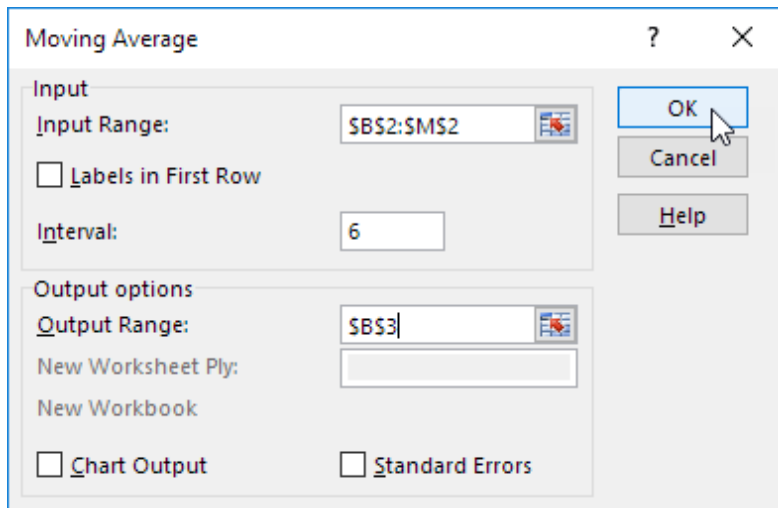 Moving Average ? ×
Input
Input Range: $B$2:$M$2
Labels in First Row
Interval: 6
OK
Cancel
Help
Output options
Output Range: $B$3
New Worksheet Ply:
New Workbook
Chart Output Standard Errors